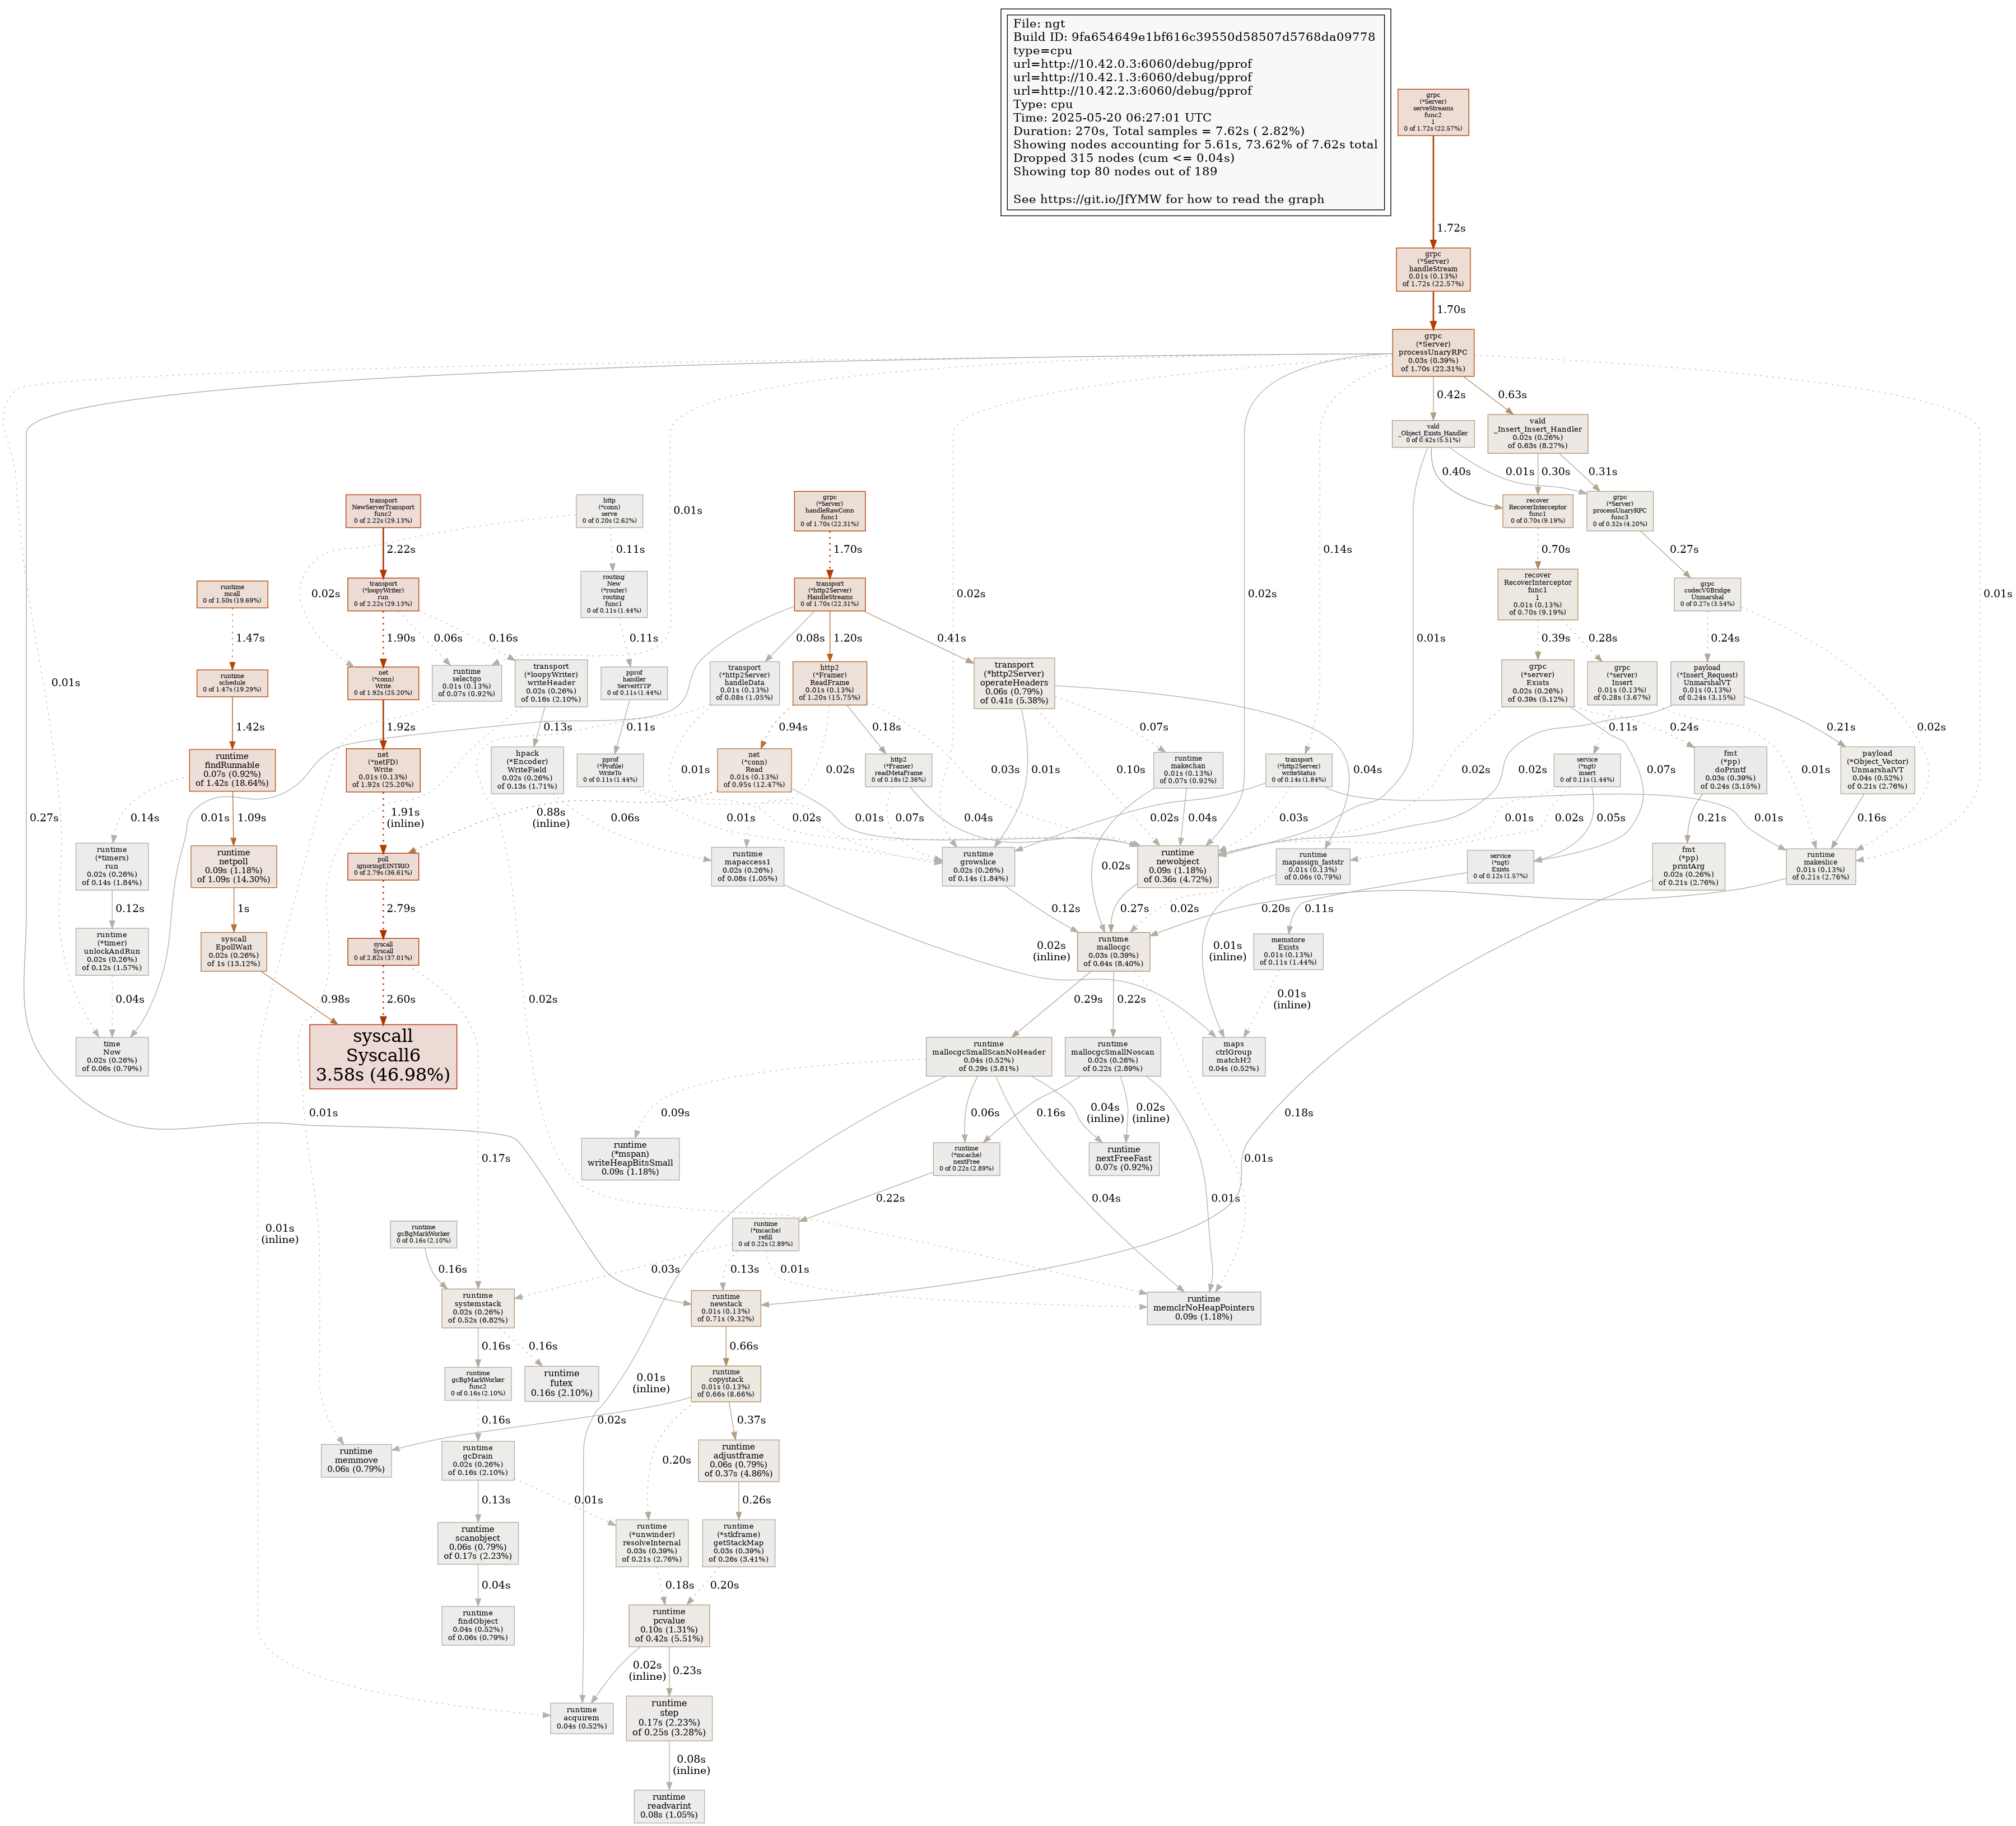 File: ngt
Build ID: 9fa654649e1bf616c39550d58507d5768da09778
type=cpu
url=http://10.42.0.3:6060/debug/pprof
url=http://10.42.1.3:6060/debug/pprof
url=http://10.42.2.3:6060/debug/pprof
Type: cpu
Time: 2025-05-20 06:27:01 UTC
Duration: 270s, Total samples = 7.62s ( 2.82%)
Showing nodes accounting for 5.61s, 73.62% of 7.62s total
Dropped 315 nodes (cum <= 0.04s)
Showing top 80 nodes out of 189
See https://git.io/JfYMW for how to read the graph
grpc
(*Server)
serveStreams
func2
1
0 of 1.72s (22.57%)
1.72s
grpc
(*Server)
handleStream
0.01s (0.13%)
of 1.72s (22.57%)
1.70s
grpc
(*Server)
processUnaryRPC
0.03s (0.39%)
of 1.70s (22.31%)
0.42s
0.63s
vald
_Object_Exists_Handler
0 of 0.42s (5.51%)
vald
_Insert_Insert_Handler
0.02s (0.26%)
of 0.63s (8.27%)
0.40s
0.01s
0.30s
0.31s
transport
NewServerTransport
func2
0 of 2.22s (29.13%)
http
(*conn)
serve
0 of 0.20s (2.62%)
grpc
(*Server)
handleRawConn
func1
0 of 1.70s (22.31%)
recover
RecoverInterceptor
func1
0 of 0.70s (9.19%)
grpc
(*Server)
processUnaryRPC
func3
0 of 0.32s (4.20%)
0.01s
2.22s
0.11s
1.70s
0.14s
0.70s
0.27s
runtime
mcall
0 of 1.50s (19.69%)
0.02s
transport
(*loopyWriter)
run
0 of 2.22s (29.13%)
routing
New
(*router)
routing
func1
0 of 0.11s (1.44%)
transport
(*http2Server)
HandleStreams
0 of 1.70s (22.31%)
0.02s
0.02s
recover
RecoverInterceptor
func1
1
0.01s (0.13%)
of 0.70s (9.19%)
grpc
codecV0Bridge
Unmarshal
0 of 0.27s (3.54%)
0.01s
1.47s
1.90s
0.06s
0.16s
0.11s
0.08s
1.20s
0.41s
0.01s
0.39s
0.28s
0.24s
runtime
schedule
0 of 1.47s (19.29%)
net
(*conn)
Write
0 of 1.92s (25.20%)
runtime
selectgo
0.01s (0.13%)
of 0.07s (0.92%)
transport
(*loopyWriter)
writeHeader
0.02s (0.26%)
of 0.16s (2.10%)
pprof
handler
ServeHTTP
0 of 0.11s (1.44%)
transport
(*http2Server)
handleData
0.01s (0.13%)
of 0.08s (1.05%)
http2
(*Framer)
ReadFrame
0.01s (0.13%)
of 1.20s (15.75%)
transport
(*http2Server)
operateHeaders
0.06s (0.79%)
of 0.41s (5.38%)
grpc
(*server)
Exists
0.02s (0.26%)
of 0.39s (5.12%)
grpc
(*server)
Insert
0.01s (0.13%)
of 0.28s (3.67%)
payload
(*Insert_Request)
UnmarshalVT
0.01s (0.13%)
of 0.24s (3.15%)
0.01s
1.42s
1.92s
0.13s
0.11s
0.94s
0.18s
0.07s
0.11s
0.24s
0.21s
0.02s
runtime
findRunnable
0.07s (0.92%)
of 1.42s (18.64%)
net
(*netFD)
Write
0.01s (0.13%)
of 1.92s (25.20%)
hpack
(*Encoder)
WriteField
0.02s (0.26%)
of 0.13s (1.71%)
pprof
(*Profile)
WriteTo
0 of 0.11s (1.44%)
0.01s
net
(*conn)
Read
0.01s (0.13%)
of 0.95s (12.47%)
0.02s
http2
(*Framer)
readMetaFrame
0 of 0.18s (2.36%)
0.03s
0.01s
0.10s
runtime
makechan
0.01s (0.13%)
of 0.07s (0.92%)
transport
(*http2Server)
writeStatus
0 of 0.14s (1.84%)
0.04s
0.02s
service
(*ngt)
insert
0 of 0.11s (1.44%)
0.07s
fmt
(*pp)
doPrintf
0.03s (0.39%)
of 0.24s (3.15%)
0.02s
0.01s
payload
(*Object_Vector)
UnmarshalVT
0.04s (0.52%)
of 0.21s (2.76%)
0.27s
0.14s
1.09s
0.01s
1.91s
(inline)
0.88s
(inline)
0.06s
0.01s
0.02s
0.01s
0.07s
0.04s
0.02s
0.04s
0.03s
0.02s
0.01s
0.02s
0.05s
0.21s
0.01s
0.16s
runtime
(*timers)
run
0.02s (0.26%)
of 0.14s (1.84%)
runtime
netpoll
0.09s (1.18%)
of 1.09s (14.30%)
poll
ignoringEINTRIO
0 of 2.79s (36.61%)
runtime
mapaccess1
0.02s (0.26%)
of 0.08s (1.05%)
runtime
growslice
0.02s (0.26%)
of 0.14s (1.84%)
runtime
newobject
0.09s (1.18%)
of 0.36s (4.72%)
runtime
mapassign_faststr
0.01s (0.13%)
of 0.06s (0.79%)
service
(*ngt)
Exists
0 of 0.12s (1.57%)
fmt
(*pp)
printArg
0.02s (0.26%)
of 0.21s (2.76%)
runtime
makeslice
0.01s (0.13%)
of 0.21s (2.76%)
0.12s
1s
2.79s
0.12s
0.27s
0.02s
0.20s
0.11s
runtime
(*timer)
unlockAndRun
0.02s (0.26%)
of 0.12s (1.57%)
syscall
EpollWait
0.02s (0.26%)
of 1s (13.12%)
syscall
Syscall
0 of 2.82s (37.01%)
0.02s
(inline)
runtime
mallocgc
0.03s (0.39%)
of 0.64s (8.40%)
0.01s
(inline)
memstore
Exists
0.01s (0.13%)
of 0.11s (1.44%)
0.04s
0.98s
2.60s
0.02s
0.29s
0.22s
0.01s
(inline)
time
Now
0.02s (0.26%)
of 0.06s (0.79%)
syscall
Syscall6
3.58s (46.98%)
runtime
mallocgcSmallScanNoHeader
0.04s (0.52%)
of 0.29s (3.81%)
runtime
mallocgcSmallNoscan
0.02s (0.26%)
of 0.22s (2.89%)
maps
ctrlGroup
matchH2
0.04s (0.52%)
0.01s
0.09s
0.06s
0.16s
0.04s
(inline)
0.02s
(inline)
0.18s
0.17s
runtime
(*mspan)
writeHeapBitsSmall
0.09s (1.18%)
runtime
(*mcache)
nextFree
0 of 0.22s (2.89%)
runtime
nextFreeFast
0.07s (0.92%)
0.01s
0.22s
0.04s
0.01s
0.01s
(inline)
runtime
gcBgMarkWorker
0 of 0.16s (2.10%)
runtime
(*mcache)
refill
0 of 0.22s (2.89%)
0.16s
0.03s
0.13s
0.01s
runtime
systemstack
0.02s (0.26%)
of 0.52s (6.82%)
runtime
newstack
0.01s (0.13%)
of 0.71s (9.32%)
runtime
memclrNoHeapPointers
0.09s (1.18%)
0.16s
0.16s
0.66s
runtime
gcBgMarkWorker
func2
0 of 0.16s (2.10%)
runtime
futex
0.16s (2.10%)
0.01s
(inline)
runtime
copystack
0.01s (0.13%)
of 0.66s (8.66%)
0.16s
0.02s
0.37s
runtime
memmove
0.06s (0.79%)
runtime
gcDrain
0.02s (0.26%)
of 0.16s (2.10%)
0.20s
runtime
adjustframe
0.06s (0.79%)
of 0.37s (4.86%)
0.13s
0.01s
0.26s
runtime
scanobject
0.06s (0.79%)
of 0.17s (2.23%)
runtime
(*unwinder)
resolveInternal
0.03s (0.39%)
of 0.21s (2.76%)
runtime
(*stkframe)
getStackMap
0.03s (0.39%)
of 0.26s (3.41%)
0.04s
0.18s
0.20s
runtime
findObject
0.04s (0.52%)
of 0.06s (0.79%)
runtime
pcvalue
0.10s (1.31%)
of 0.42s (5.51%)
0.02s
(inline)
0.23s
runtime
acquirem
0.04s (0.52%)
runtime
step
0.17s (2.23%)
of 0.25s (3.28%)
0.08s
(inline)
runtime
readvarint
0.08s (1.05%)